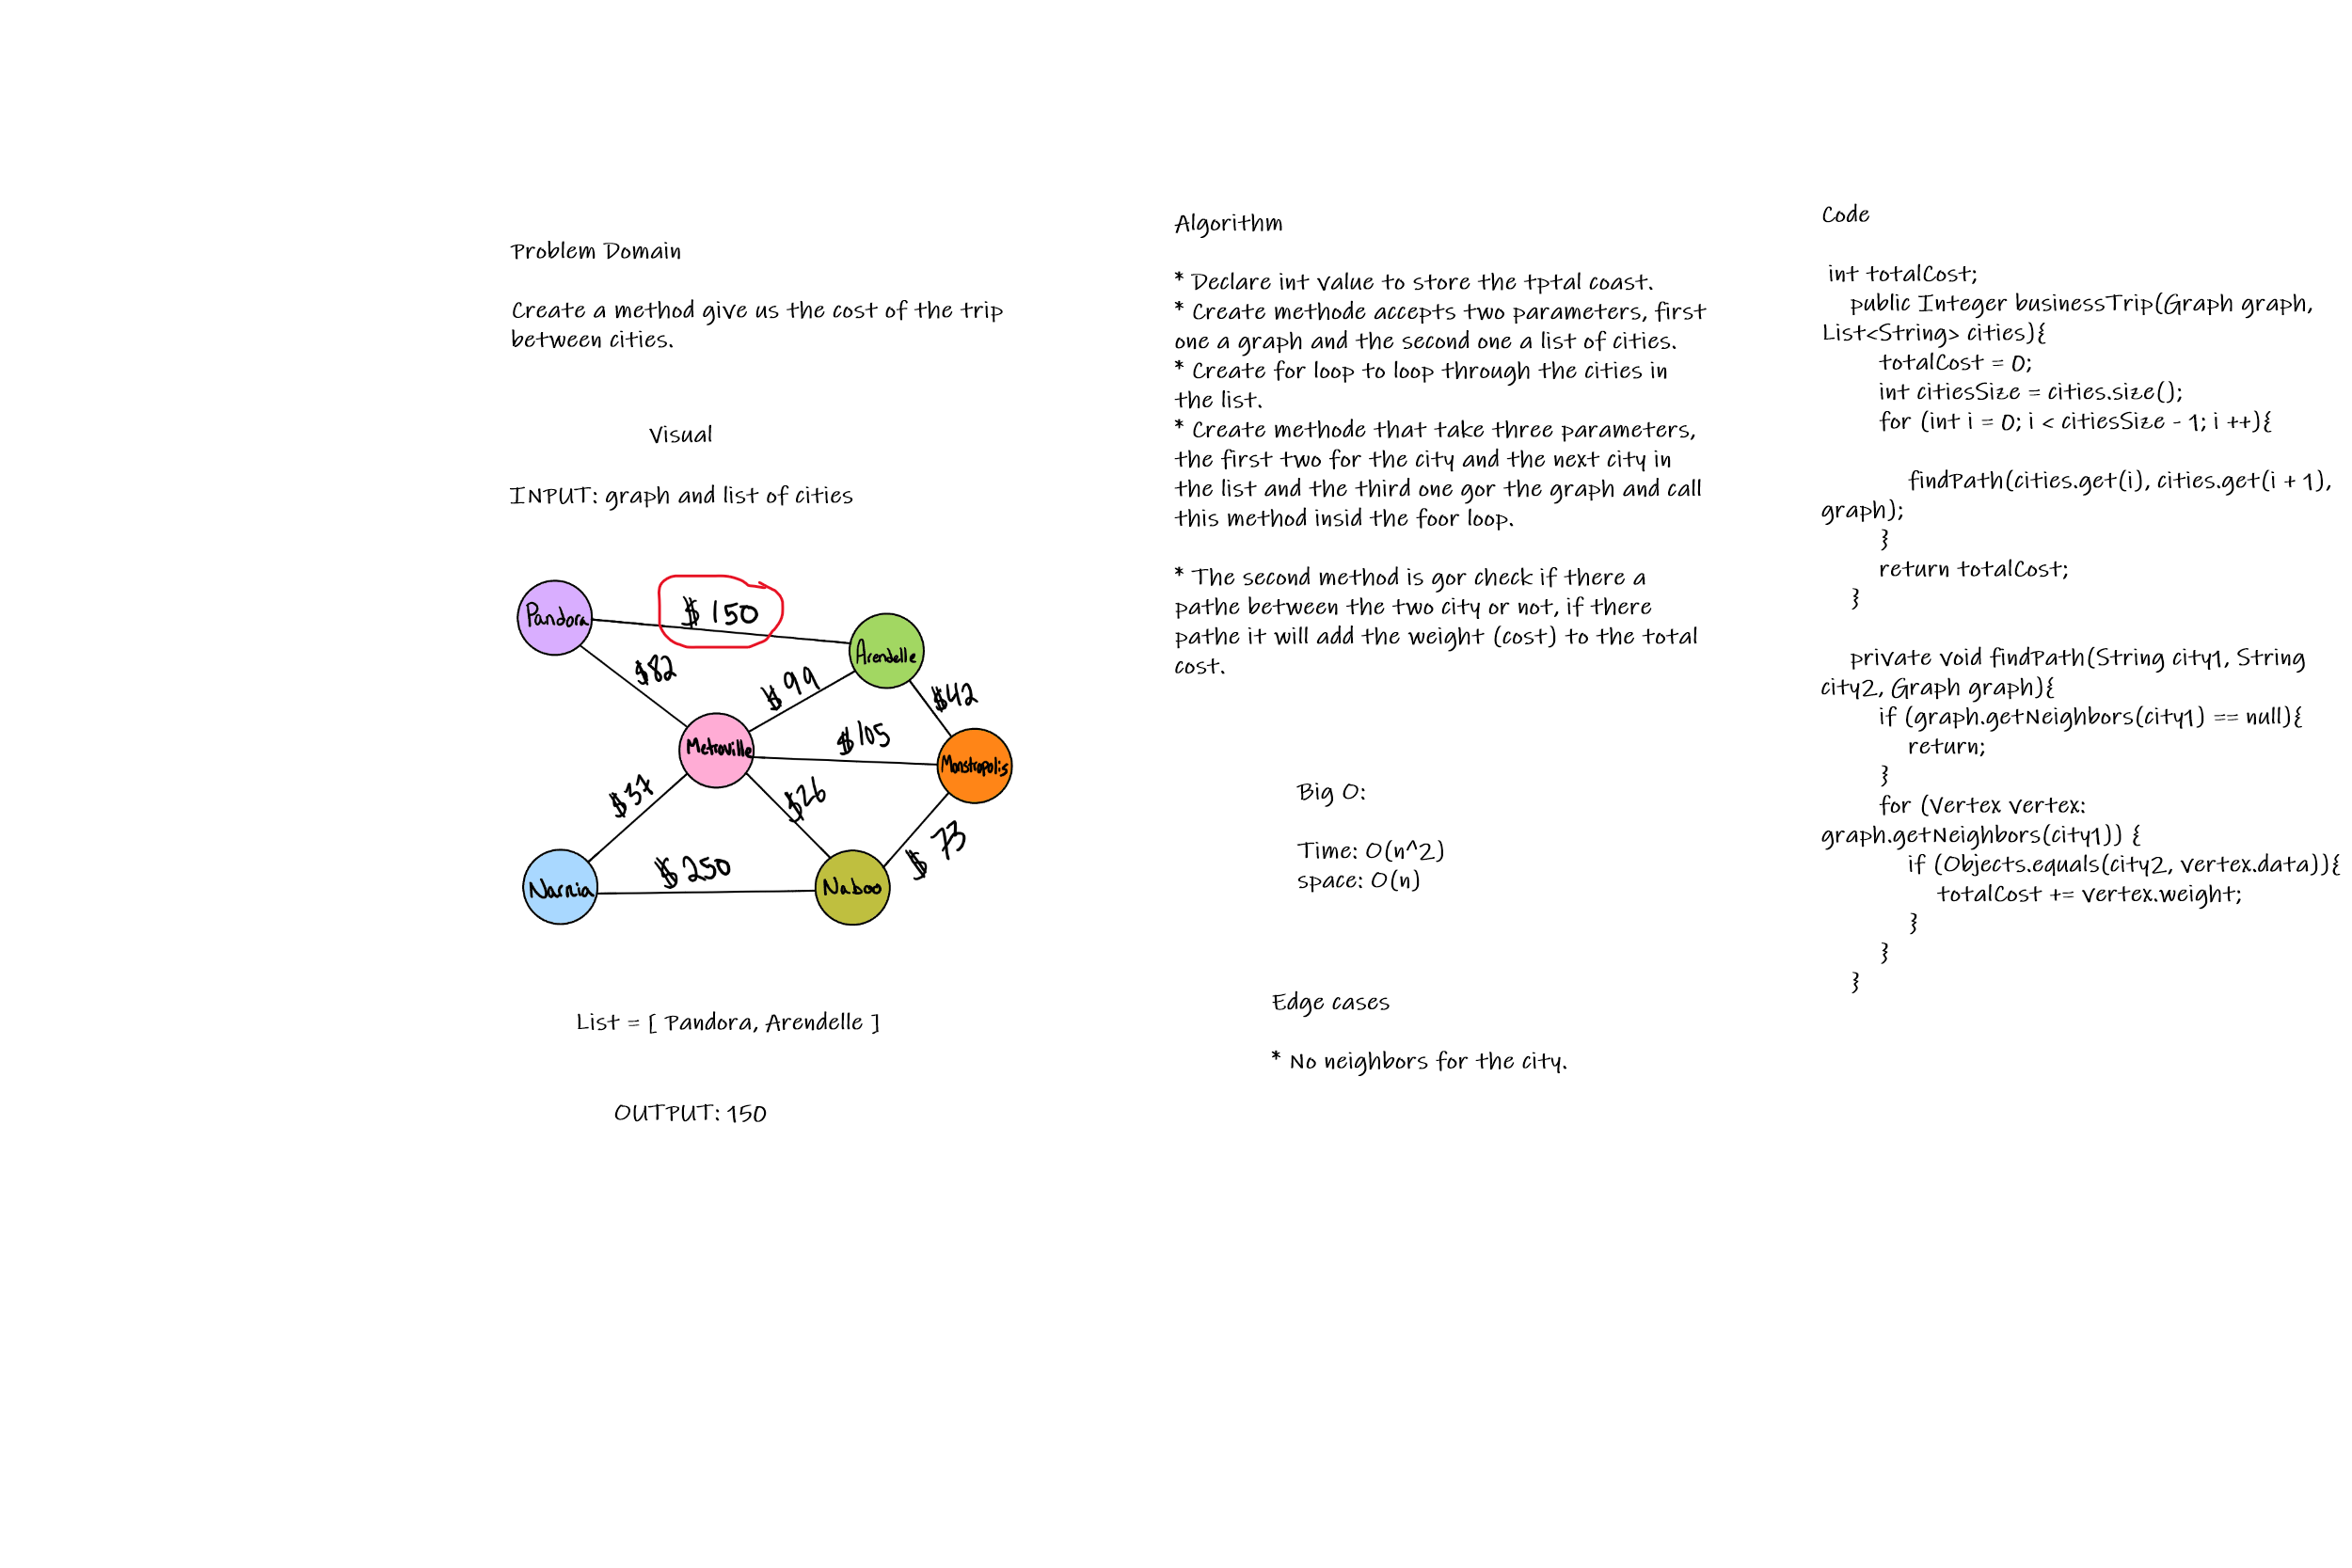 Problem Domain
Create a method give us the cost of the trip
between cities.
Visual
INPUT: graph and list of cities
Pandora
$150
Arendelle
$82
$99
$42
Metroville
$105
Monstropolis
$37
$26
$73
Narnia
$250
Naboo
List = [ Pandora, Arendelle ]
OUTPUT: 150
Algorithm
* Declare int value to store the tptal coast.
* Create methode accepts two parameters, first
one a graph and the second one a list of cities.
* Create for loop to loop through the cities in
the list.
* Create methode that take three parameters,
the first two for the city and the next city in
the list and the third one gor the graph and call
this method insid the foor loop.
* The second method is gor check if there a
pathe between the two city or not, if there
pathe it will add the weight (cost) to the total
cost.
Big O:
Time: O(n^2)
space: O(n)
Edge cases
* No neighbors for the city.
Code
int totalCost;
public Integer businessTrip(Graph graph,
List<String> cities){
totalCost = 0;
int citiesSize = cities.size();
for (int i = 0; i < citiesSize - 1; i ++){
findPath(cities.get(i), cities.get(i + 1),
graph);
}
return totalCost;
}
private void findPath(String city1, String
city2, Graph graph){
if (graph.getNeighbors(city1) == null){
return;
}
for (Vertex vertex:
graph.getNeighbors(city1)) {
if (Objects.equals(city2, vertex.data)){
totalCost += vertex.weight;
}
}
}